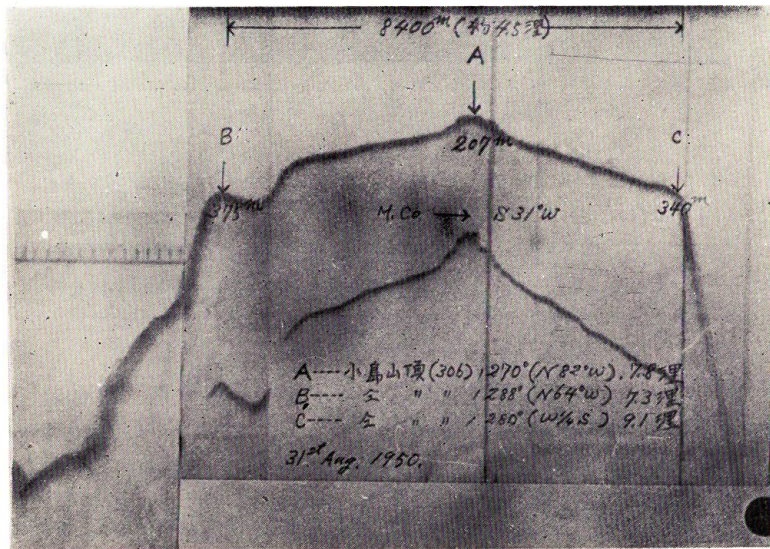 8400m (約4.5浬)
A
B
C
207m
375m
340m
M.Co → S31°W
A----小島山頂(306) 270°(N82°W) 7.8浬
B----仝 〃 〃 288°(N64°W) 7.3浬
C----仝 〃 〃 260°(W¼S) 9.1浬
31st Aug. 1950.